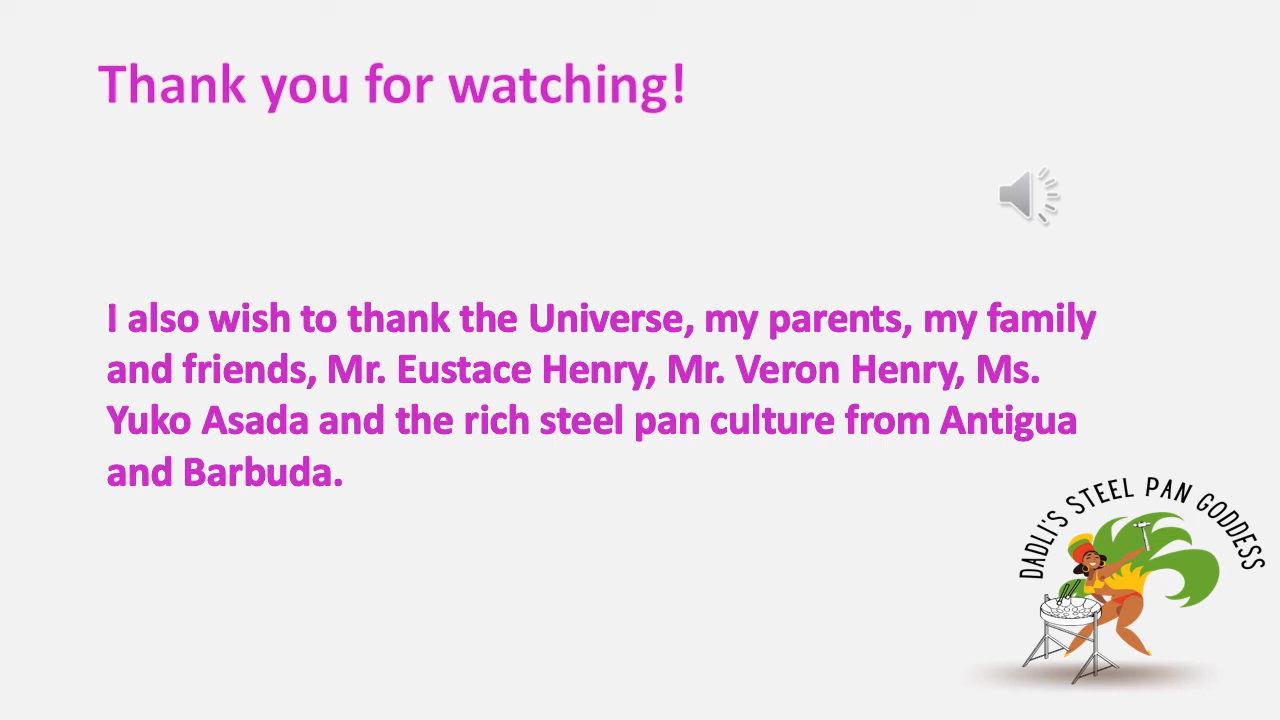 Thank you for watching!
I also wish to thank the Universe, my parents, my family
and friends, Mr. Eustace Henry, Mr. Veron Henry, Ms.
Yuko Asada and the rich steel pan culture from Antigua
and Barbuda.
DADLI'S STEEL PAN GODDESS